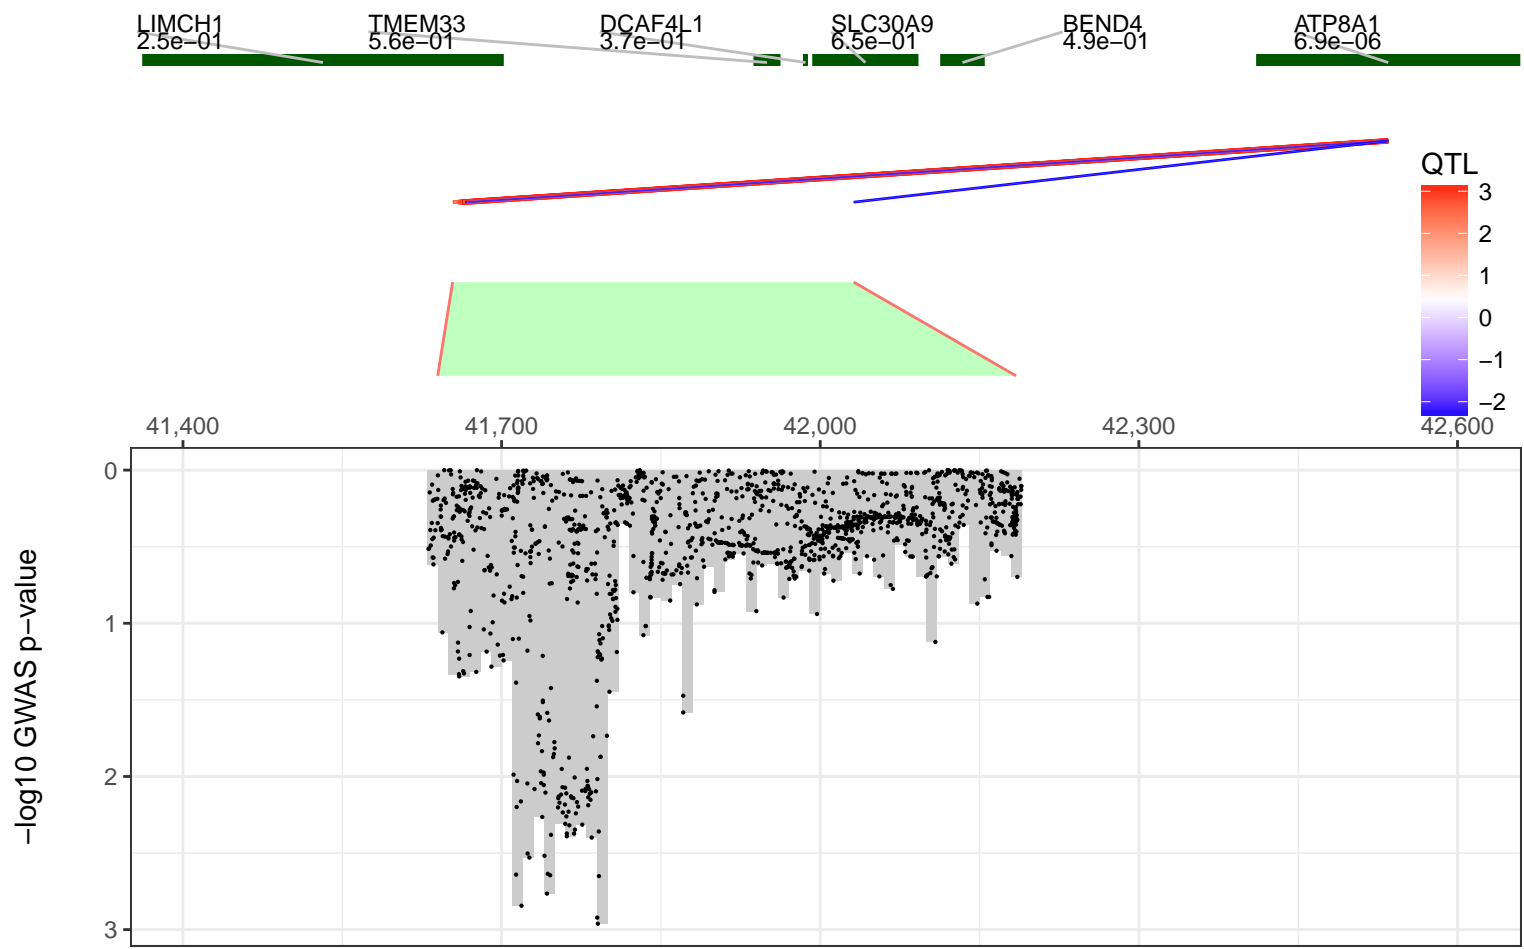 LIMCH1 TMEM33 DCAF4L1 SLC30A9 BEND4 ATP8A1
2.5e−01 5.6e−01 3.7e−01 6.5e−01 4.9e−01 6.9e−06
QTL
3
2
1
0
−1
−2
41,400 41,700 42,000 42,300 42,600
0
1
2
3
−log10 GWAS p−value